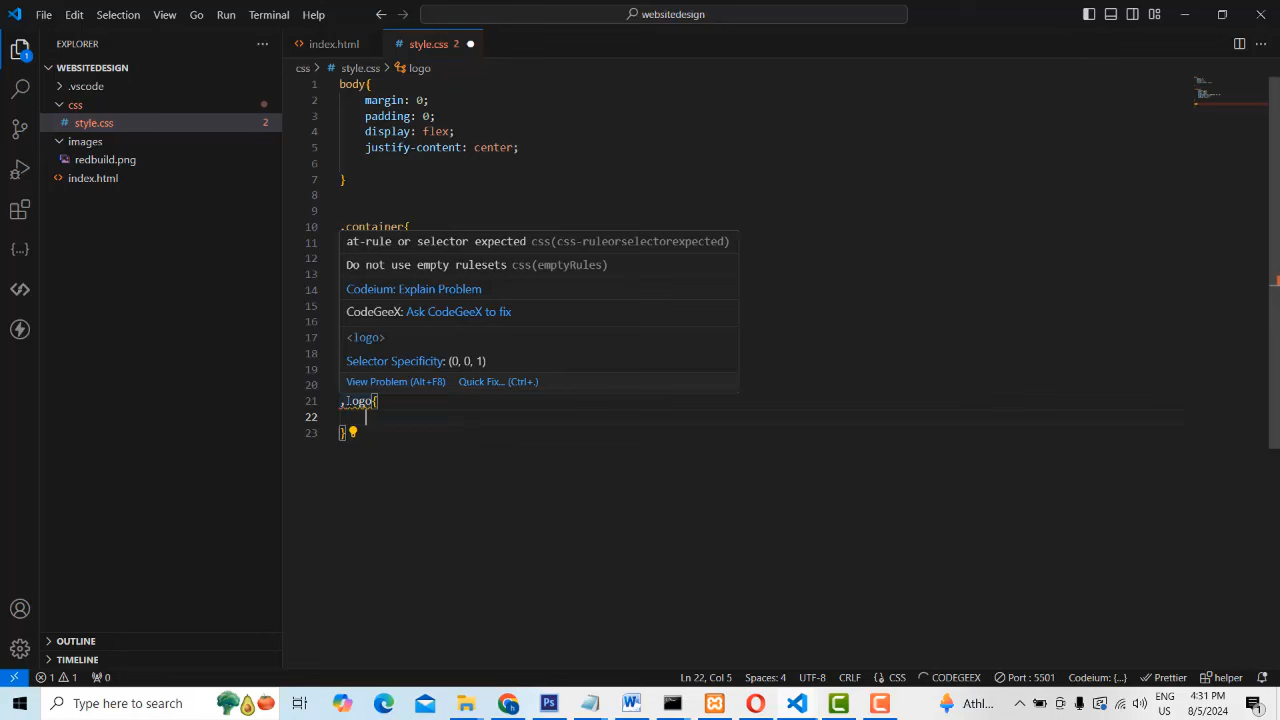 File Edit Selection View Go Run Terminal Help websitedesign
EXPLORER
index.html style.css 2
WEBSITEDESIGN
css > style.css > logo
.vscode
css
style.css 2
images
redbuild.png
index.html
1 body{
2 margin: 0;
3 padding: 0;
4 display: flex;
5 justify-content: center;
6
7 }
8
9
10 .container{
11
12
13
14
15
16
17
18
19
20
at-rule or selector expected css(css-ruleorselectorexpected)
Do not use empty rulesets css(emptyRules)
Codeium: Explain Problem
CodeGeeX: Ask CodeGeeX to fix
<logo>
Selector Specificity: (0, 0, 1)
View Problem (Alt+F8) Quick Fix... (Ctrl+.)
21 ,logo{
22
23 }
OUTLINE
TIMELINE
1 1 0 Ln 22, Col 5 Spaces: 4 UTF-8 CRLF CSS CODEGEEX Port : 5501 Codeium: {...} Prettier helper
Type here to search
Athl... ENG 4:31 PM
8/5/2024